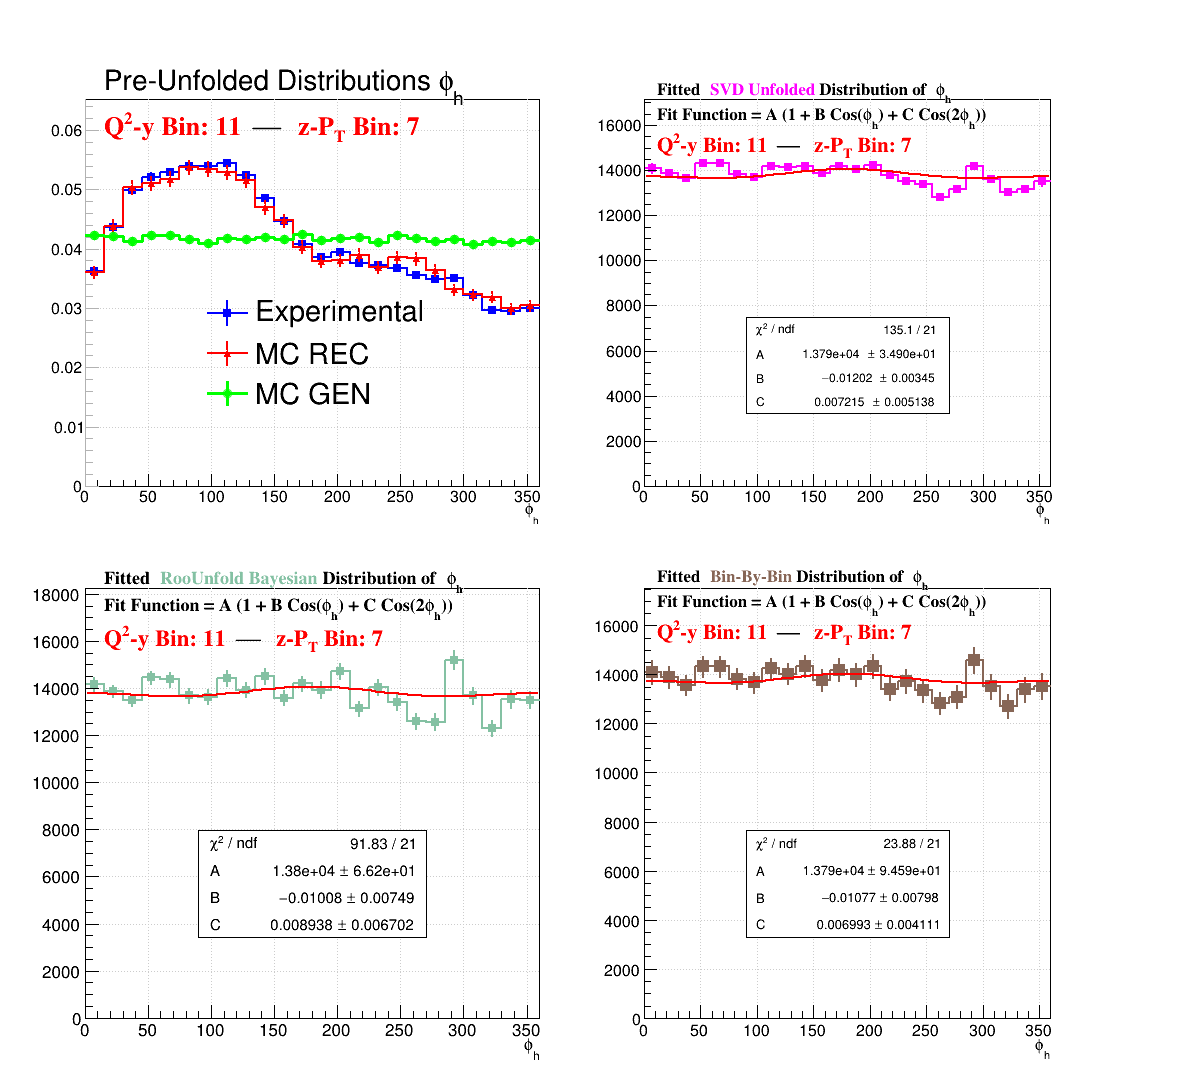 Pre-Unfolded Distributions ϕh
Q²-y Bin: 11 — z-PT Bin: 7
0.06
0.05
0.04
0.03
0.02
0.01
0
Experimental
MC REC
MC GEN
0 50 100 150 200 250 300 350
ϕh
Fitted SVD Unfolded Distribution of ϕh
Fit Function = A (1 + B Cos(ϕh) + C Cos(2ϕh))
Q²-y Bin: 11 — z-PT Bin: 7
16000
14000
12000
10000
8000
6000
4000
2000
0
χ² / ndf 135.1 / 21
A 1.379e+04 ± 3.490e+01
B −0.01202 ± 0.00345
C 0.007215 ± 0.005138
0 50 100 150 200 250 300 350
ϕh
Fitted RooUnfold Bayesian Distribution of ϕh
Fit Function = A (1 + B Cos(ϕh) + C Cos(2ϕh))
Q²-y Bin: 11 — z-PT Bin: 7
18000
16000
14000
12000
10000
8000
6000
4000
2000
0
χ² / ndf 91.83 / 21
A 1.38e+04 ± 6.62e+01
B −0.01008 ± 0.00749
C 0.008938 ± 0.006702
0 50 100 150 200 250 300 350
ϕh
Fitted Bin-By-Bin Distribution of ϕh
Fit Function = A (1 + B Cos(ϕh) + C Cos(2ϕh))
Q²-y Bin: 11 — z-PT Bin: 7
16000
14000
12000
10000
8000
6000
4000
2000
0
χ² / ndf 23.88 / 21
A 1.379e+04 ± 9.459e+01
B −0.01077 ± 0.00798
C 0.006993 ± 0.004111
0 50 100 150 200 250 300 350
ϕh